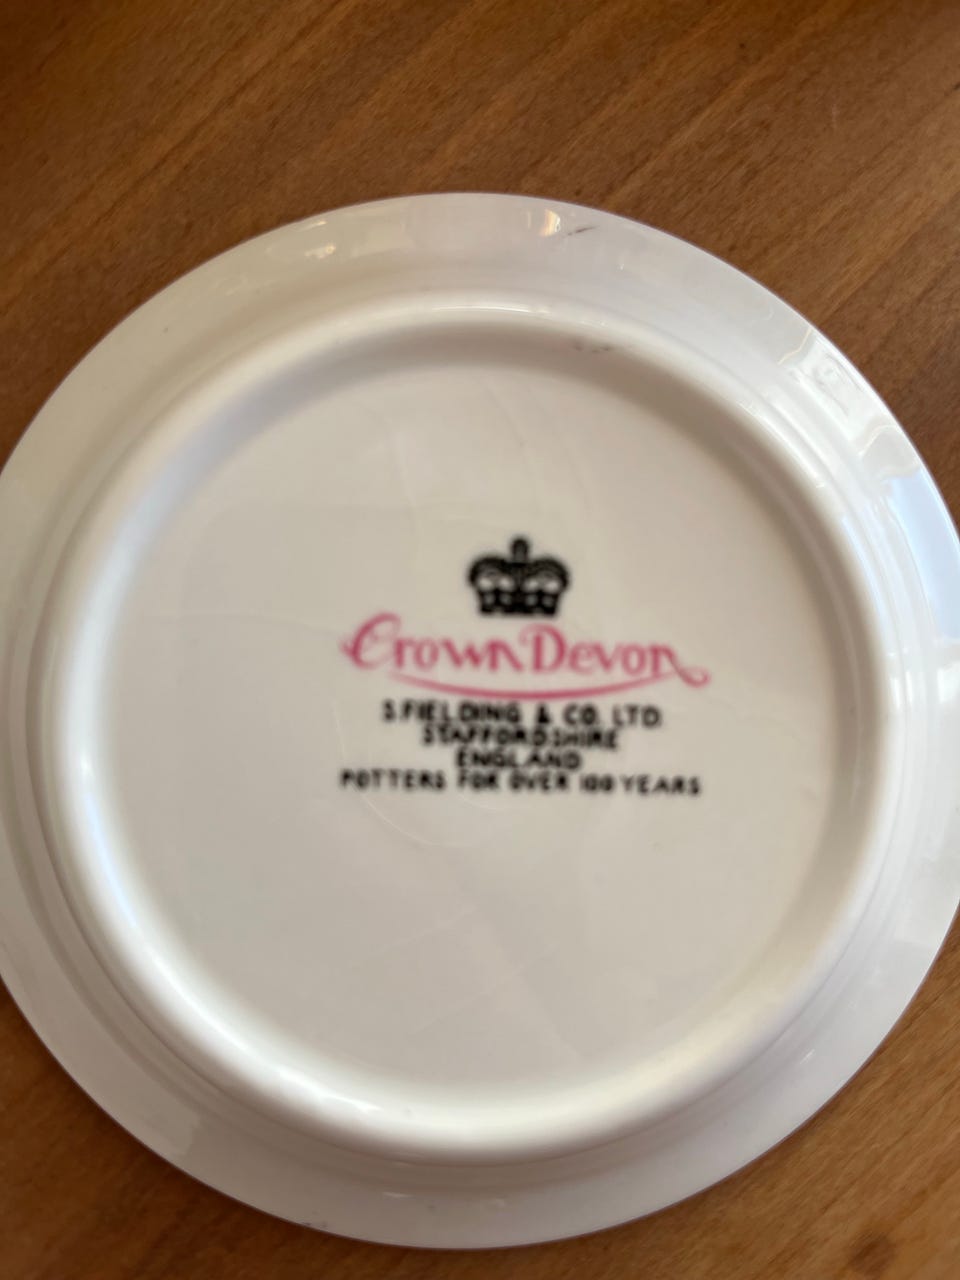 Crown Devon
S.FIELDING & CO. LTD.
STAFFORDSHIRE
ENGLAND
POTTERS FOR OVER 100 YEARS